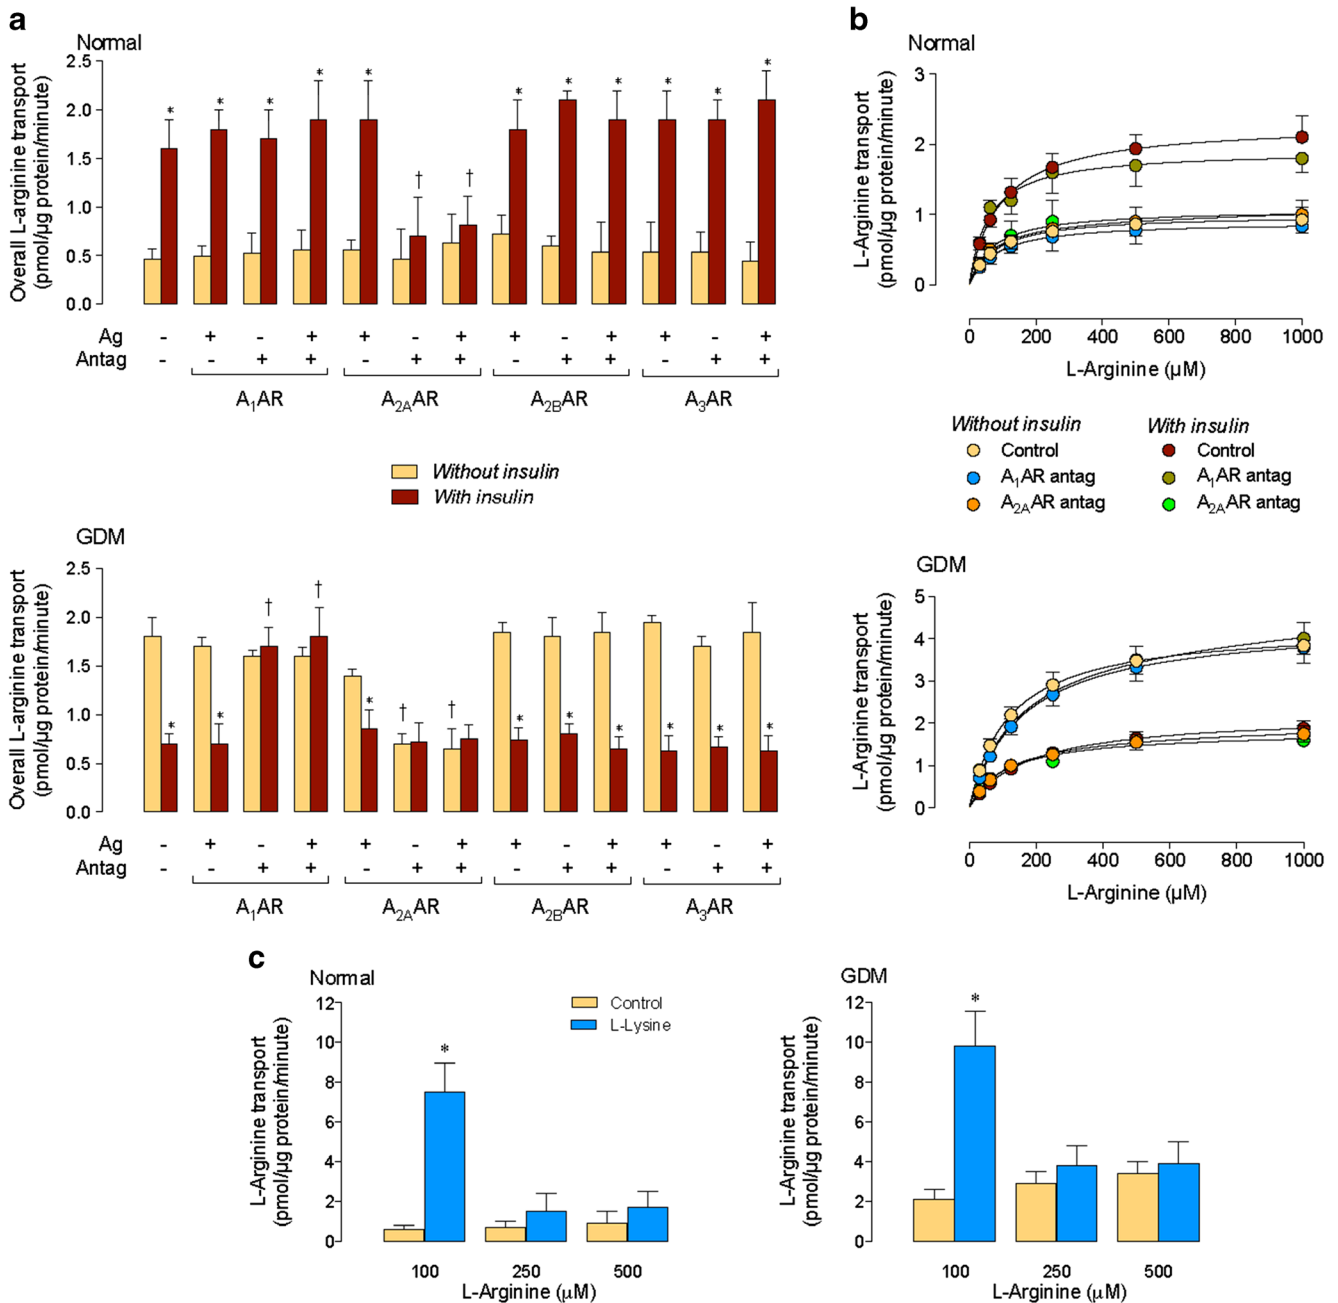 a
Normal
Overall L-arginine transport
(pmol/µg protein/minute)
2.5
2.0
1.5
1.0
0.5
0.0
* * * * * † † * * * * * *
Ag - + - + + - + + - + + - +
Antag - - + + - + + - + + - + +
A1AR A2AAR A2BAR A3AR
Without insulin
With insulin
GDM
Overall L-arginine transport
(pmol/µg protein/minute)
2.5
2.0
1.5
1.0
0.5
0.0
* * † † * † † * * * * * *
Ag - + - + + - + + - + + - +
Antag - - + + - + + - + + - + +
A1AR A2AAR A2BAR A3AR
b
Normal
L-Arginine transport
(pmol/µg protein/minute)
3
2
1
0
0 200 400 600 800 1000
L-Arginine (µM)
Without insulin With insulin
Control Control
A1AR antag A1AR antag
A2AAR antag A2AAR antag
GDM
L-Arginine transport
(pmol/µg protein/minute)
5
4
3
2
1
0
0 200 400 600 800 1000
L-Arginine (µM)
c
Normal
L-Arginine transport
(pmol/µg protein/minute)
12
10
8
6
4
2
0
*
Control
L-Lysine
100 250 500
L-Arginine (µM)
GDM
L-Arginine transport
(pmol/µg protein/minute)
12
10
8
6
4
2
0
*
100 250 500
L-Arginine (µM)